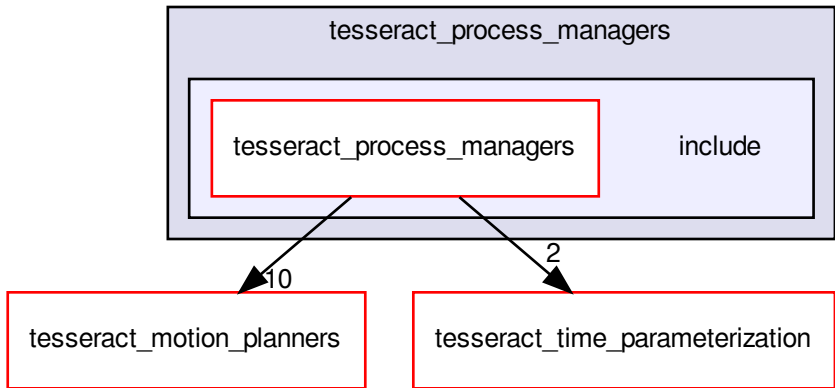 tesseract_process_managers
tesseract_process_managers
include
2
10
tesseract_motion_planners
tesseract_time_parameterization